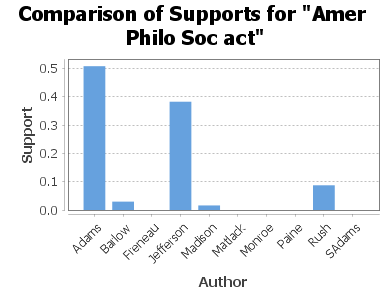 Comparison of Supports for "Amer
Philo Soc act"
Support
0.5
0.4
0.3
0.2
0.1
0.0
Adams
Barlow
Freneau
Jefferson
Madison
Matlack
Monroe
Paine
Rush
SAdams
Author